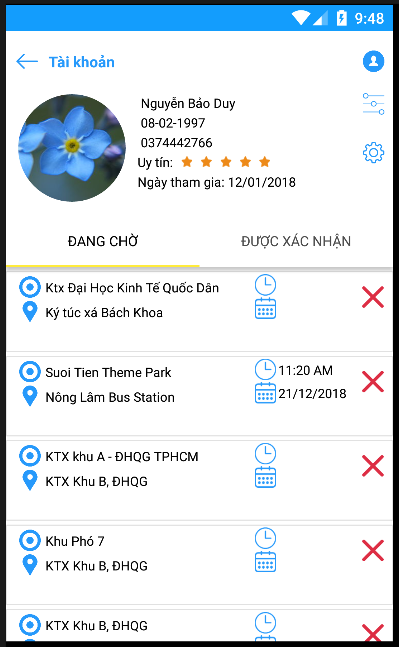 9:48
Tài khoản
Nguyễn Bảo Duy
08-02-1997
0374442766
Uy tín:
Ngày tham gia: 12/01/2018
ĐANG CHỜ
ĐƯỢC XÁC NHẬN
Ktx Đại Học Kinh Tế Quốc Dân
Ký túc xá Bách Khoa
Suoi Tien Theme Park
11:20 AM
Nông Lâm Bus Station
21/12/2018
KTX khu A - ĐHQG TPHCM
KTX Khu B, ĐHQG
Khu Phó 7
KTX Khu B, ĐHQG
KTX Khu B, ĐHQG